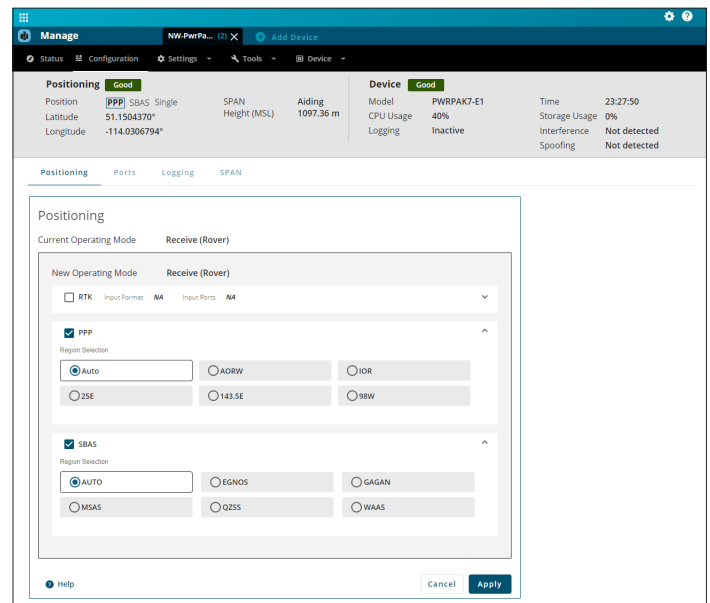 Manage
NW-PwrPa... (2)
Add Device
Status Configuration Settings Tools Device
Positioning Good
Position PPP SBAS Single
Latitude 51.1504370°
Longitude -114.0306794°
SPAN Aiding
Height (MSL) 1097.36 m
Device Good
Model PWRPAK7-E1
CPU Usage 40%
Logging Inactive
Time 23:27:50
Storage Usage 0%
Interference Not detected
Spoofing Not detected
Positioning Ports Logging SPAN
Positioning
Current Operating Mode Receive (Rover)
New Operating Mode Receive (Rover)
RTK Input Format NA Input Ports NA
PPP
Region Selection
Auto AORW IOR
25E 143.5E 98W
SBAS
Region Selection
AUTO EGNOS GAGAN
MSAS QZSS WAAS
Help Cancel Apply